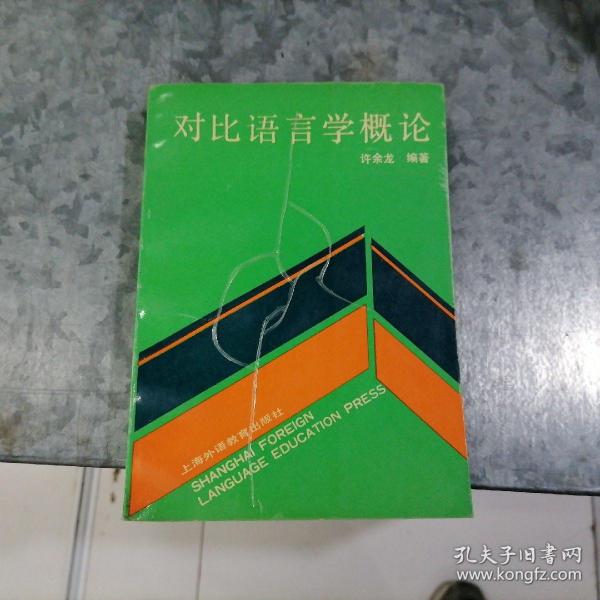 对比语言学概论
许余龙 编著
上海外语教育出版社
SHANGHAI FOREIGN
LANGUAGE EDUCATION PRESS
孔夫子旧书网
www.kongfz.com